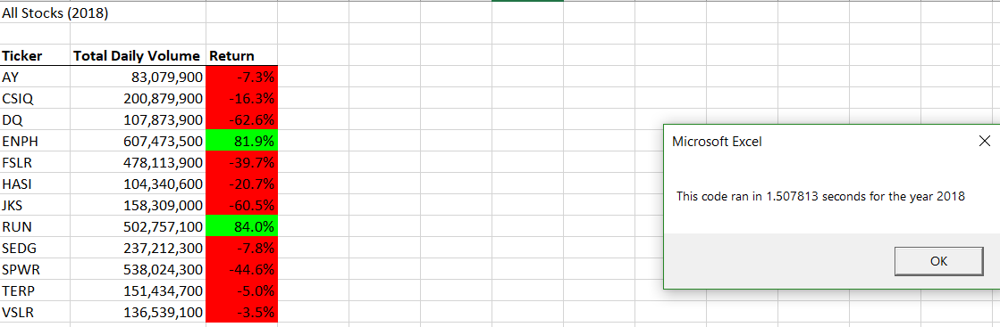 All Stocks (2018)
Ticker Total Daily Volume Return
AY 83,079,900 -7.3%
CSIQ 200,879,900 -16.3%
DQ 107,873,900 -62.6%
ENPH 607,473,500 81.9%
FSLR 478,113,900 -39.7%
HASI 104,340,600 -20.7%
JKS 158,309,000 -60.5%
RUN 502,757,100 84.0%
SEDG 237,212,300 -7.8%
SPWR 538,024,300 -44.6%
TERP 151,434,700 -5.0%
VSLR 136,539,100 -3.5%
Microsoft Excel
This code ran in 1.507813 seconds for the year 2018
OK